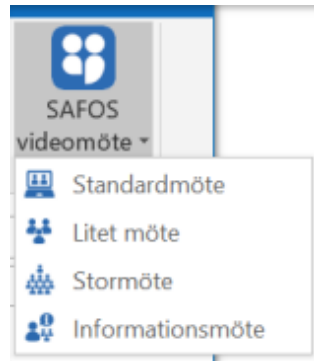 SAFOS
videomöte
Standardmöte
Litet möte
Stormöte
Informationsmöte